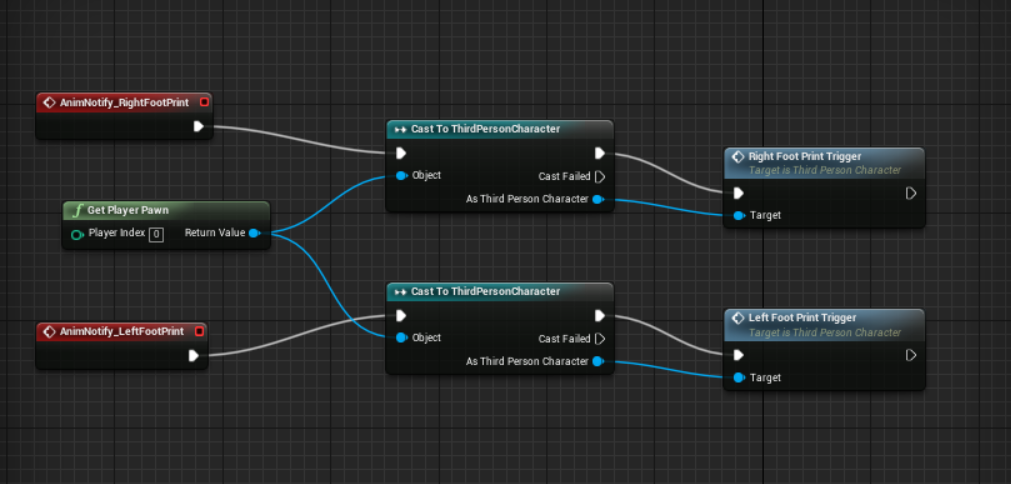 AnimNotify_RightFootPrint
Cast To ThirdPersonCharacter
Object
Cast Failed
As Third Person Character
Right Foot Print Trigger
Target is Third Person Character
Target
f Get Player Pawn
Player Index 0 Return Value
AnimNotify_LeftFootPrint
Cast To ThirdPersonCharacter
Object
Cast Failed
As Third Person Character
Left Foot Print Trigger
Target is Third Person Character
Target